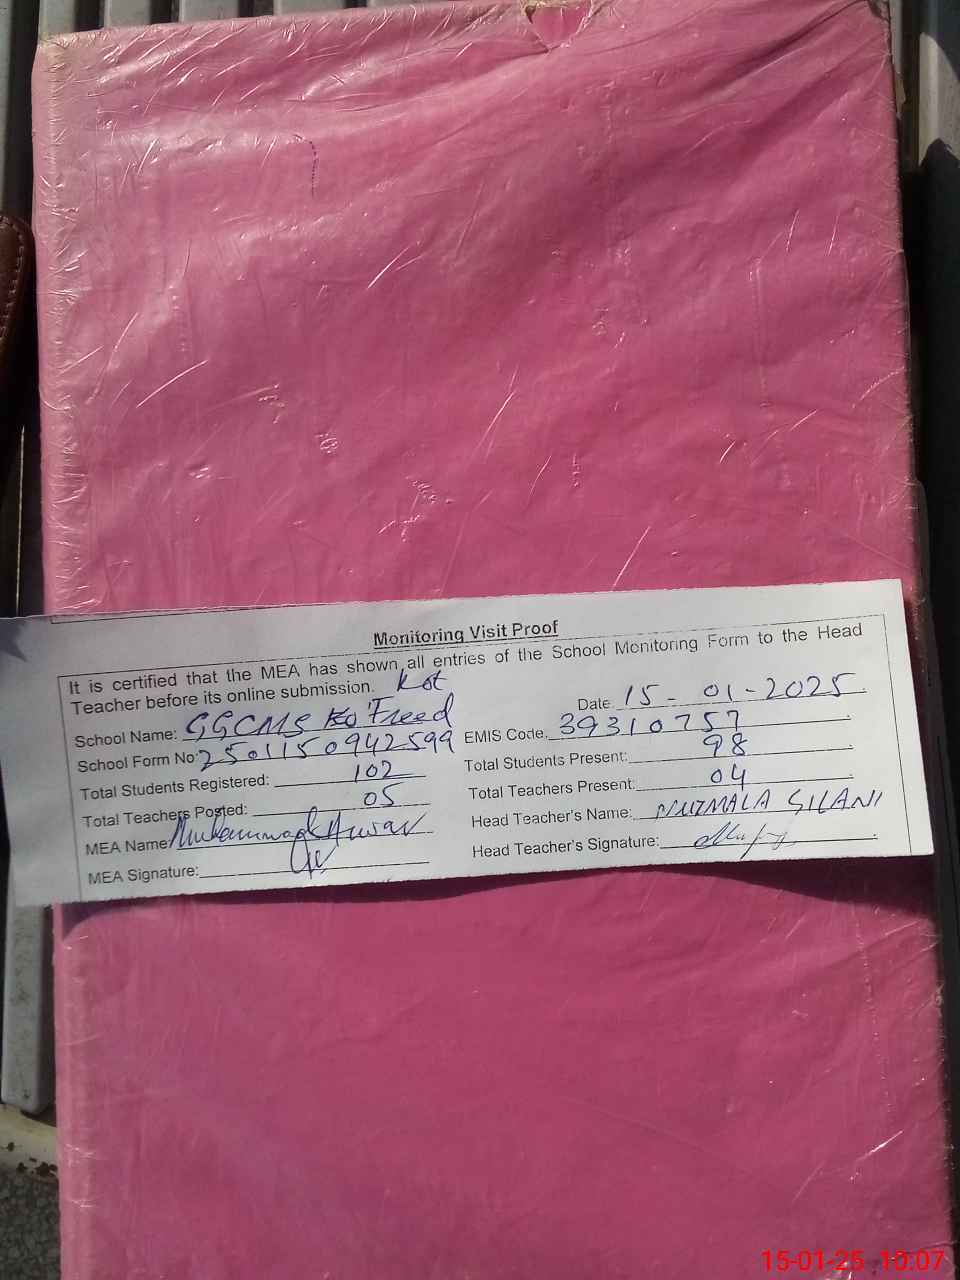 Monitoring Visit Proof
It is certified that the MEA has shown all entries of the School Monitoring Form to the Head
Teacher before its online submission.
Date 15-01-2025
School Name: GGCMS Kot Freed
EMIS Code. 39310757
School Form No: 2501150942599
Total Students Present: 98
Total Students Registered: 102
Total Teachers Present: 04
Total Teachers Posted: 05
Head Teacher's Name: GILANI
MEA Name Muhammad
Head Teacher's Signature:
MEA Signature:
15-01-25 10:07